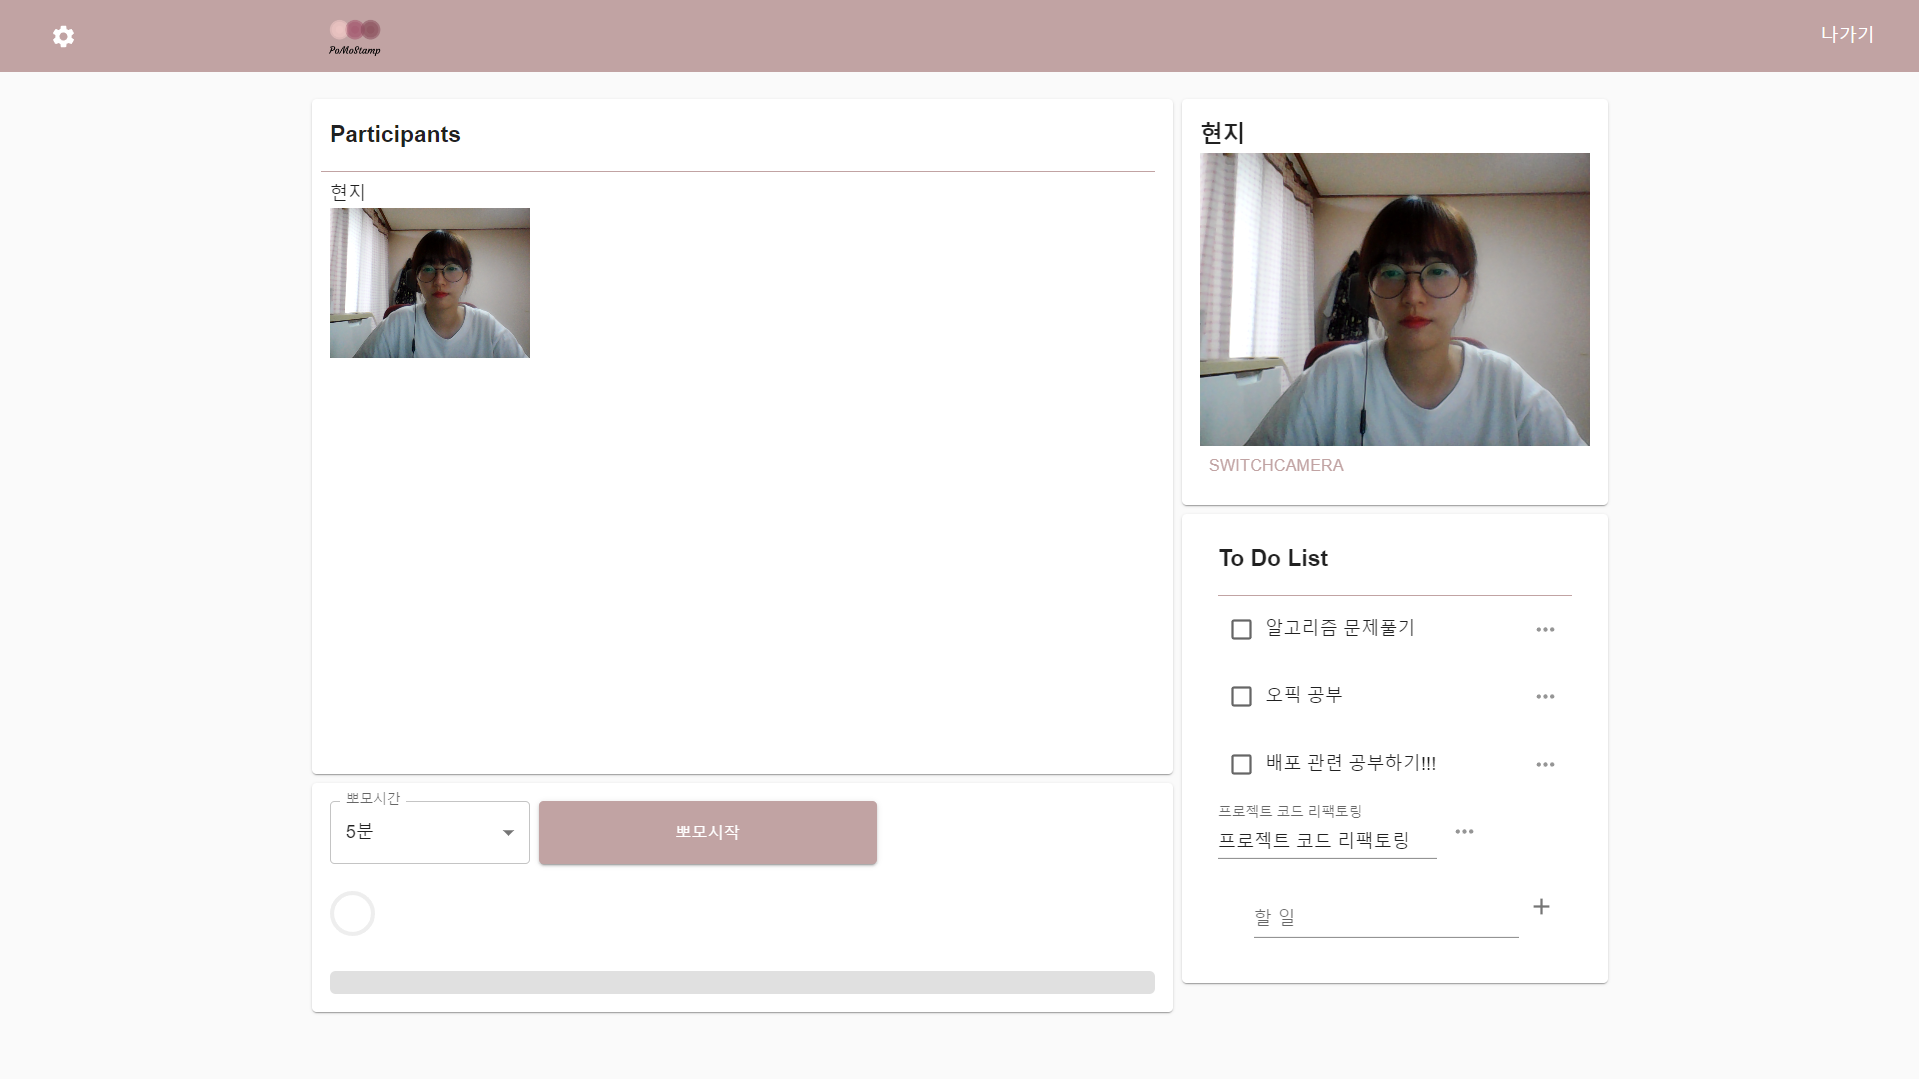 PoMoStamp
나가기
Participants
현지
현지
SWITCHCAMERA
To Do List
알고리즘 문제풀기
오픽 공부
배포 관련 공부하기!!!
프로젝트 코드 리팩토링
프로젝트 코드 리팩토링
할 일
뽀모시간
5분
뽀모시작